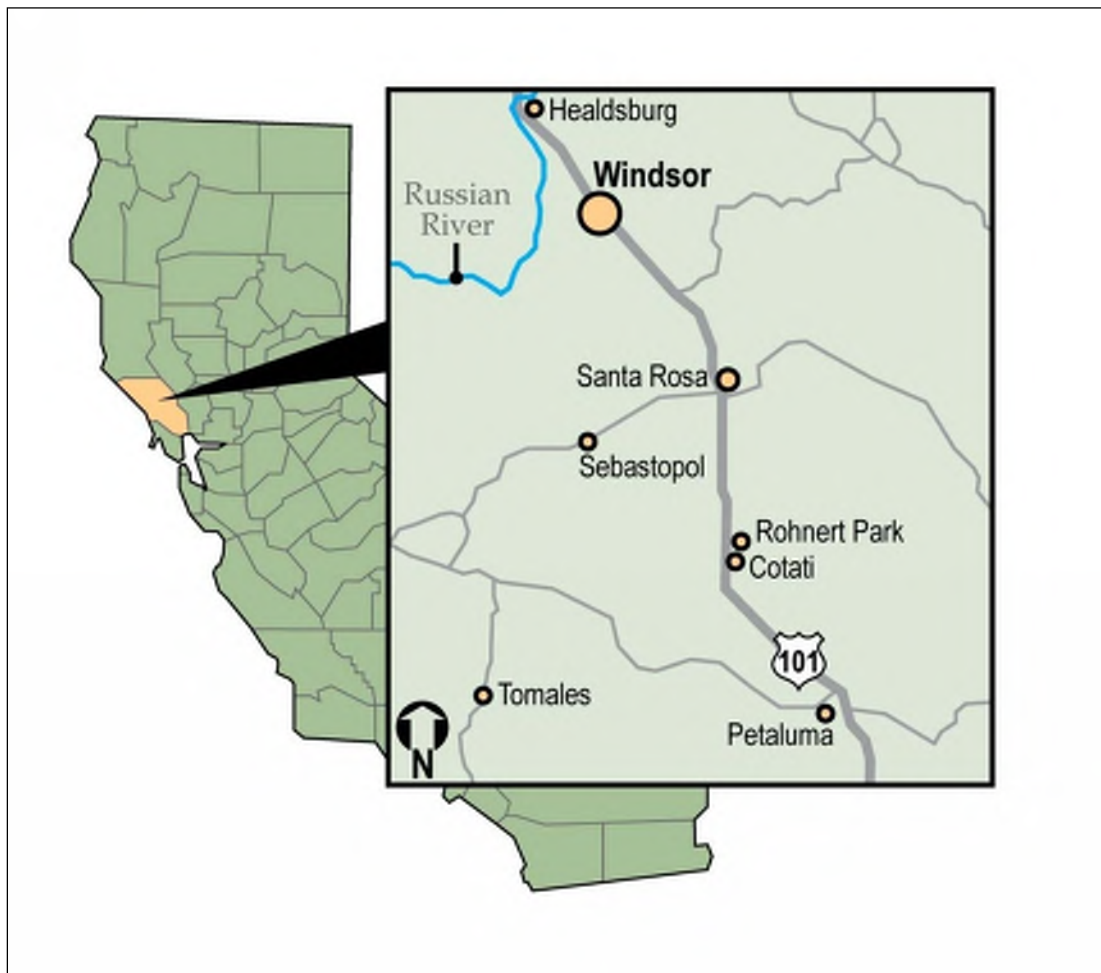 Healdsburg
Windsor
Russian
River
Santa Rosa
Sebastopol
Rohnert Park
Cotati
101
Tomales
Petaluma
N